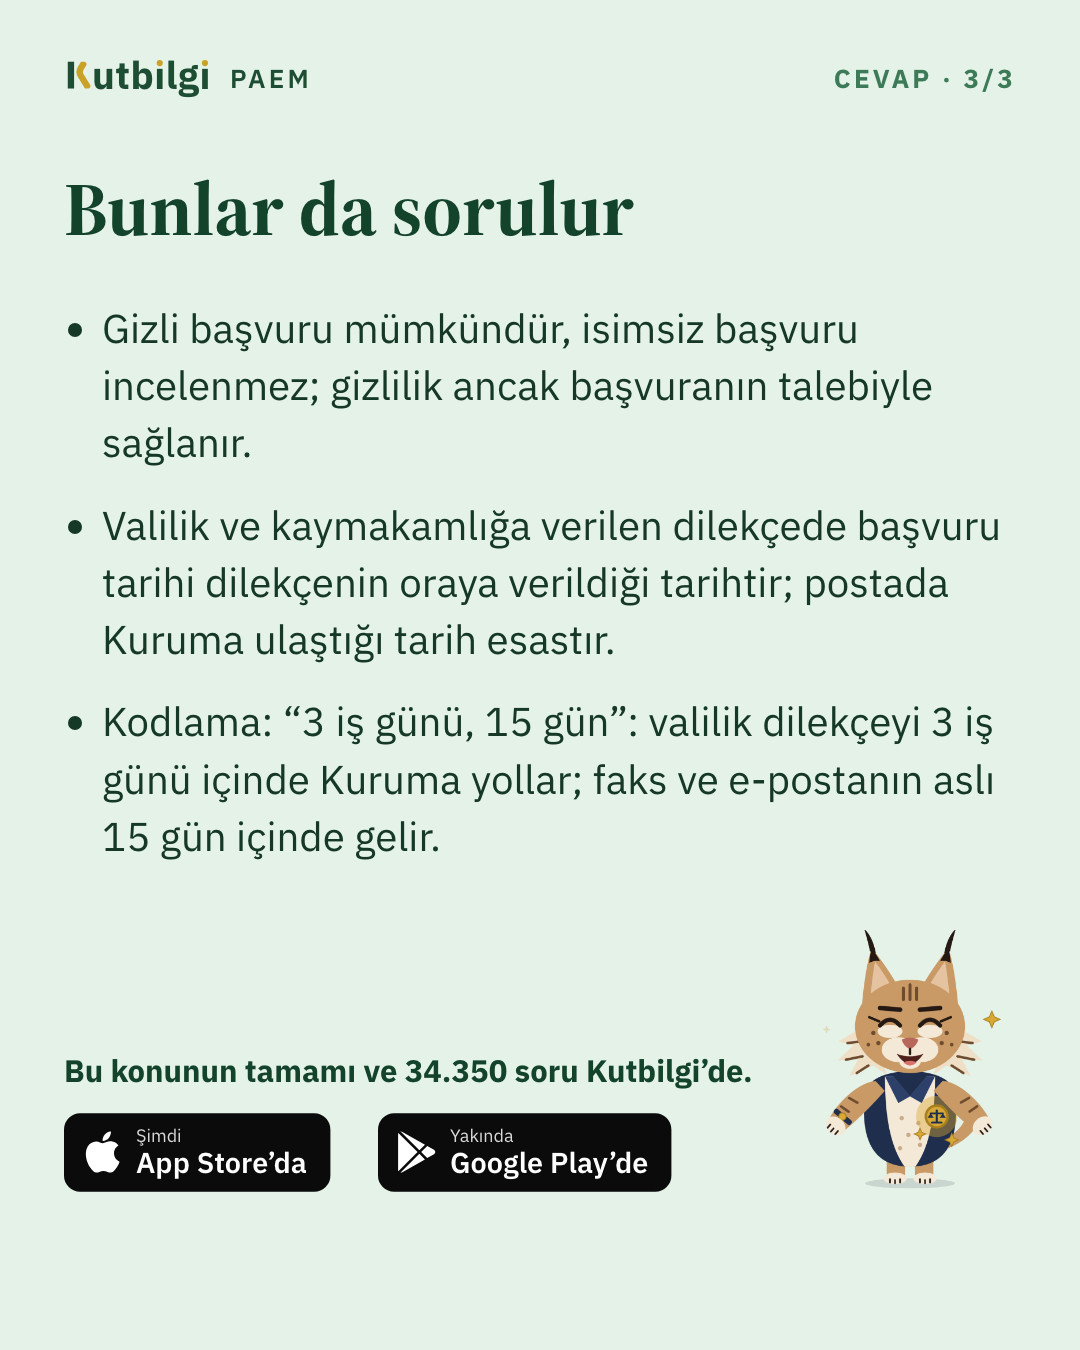 Kutbilgi PAEM
CEVAP · 3/3
Bunlar da sorulur
• Gizli başvuru mümkündür, isimsiz başvuru
incelenmez; gizlilik ancak başvuranın talebiyle
sağlanır.
• Valilik ve kaymakamlığa verilen dilekçede başvuru
tarihi dilekçenin oraya verildiği tarihtir; postada
Kuruma ulaştığı tarih esastır.
• Kodlama: “3 iş günü, 15 gün”: valilik dilekçeyi 3 iş
günü içinde Kuruma yollar; faks ve e-postanın aslı
15 gün içinde gelir.
Bu konunun tamamı ve 34.350 soru Kutbilgi’de.
Şimdi
App Store’da
Yakında
Google Play’de